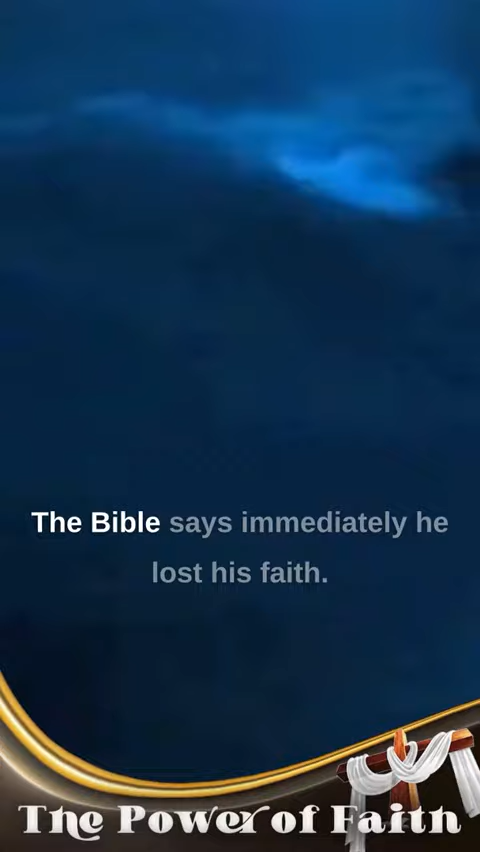 The Bible says immediately he
lost his faith.
The Power of Faith